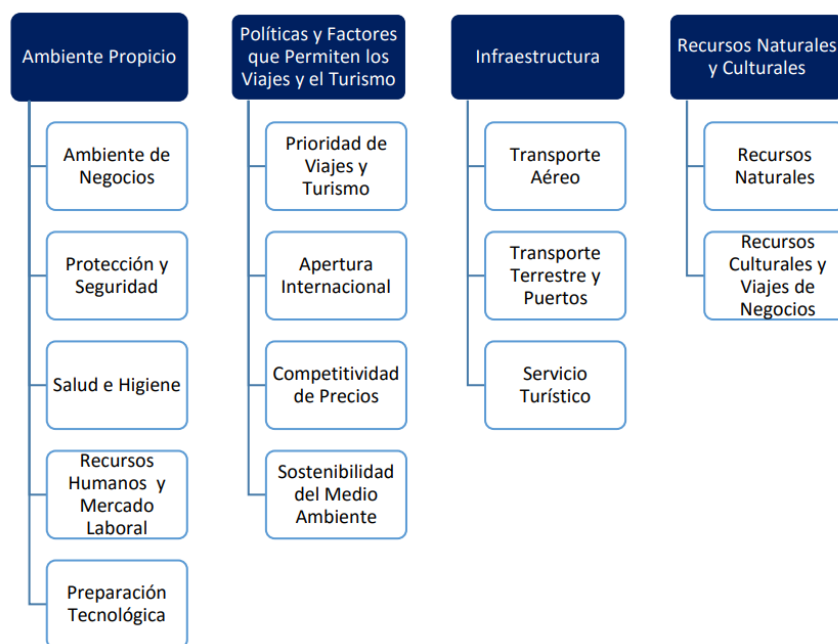 Ambiente Propicio
Ambiente de
Negocios
Protección y
Seguridad
Salud e Higiene
Recursos
Humanos y
Mercado
Laboral
Preparación
Tecnológica
Políticas y Factores
que Permiten los
Viajes y el Turismo
Prioridad de
Viajes y
Turismo
Apertura
Internacional
Competitividad
de Precios
Sostenibilidad
del Medio
Ambiente
Infraestructura
Transporte
Aéreo
Transporte
Terrestre y
Puertos
Servicio
Turístico
Recursos Naturales
y Culturales
Recursos
Naturales
Recursos
Culturales y
Viajes de
Negocios